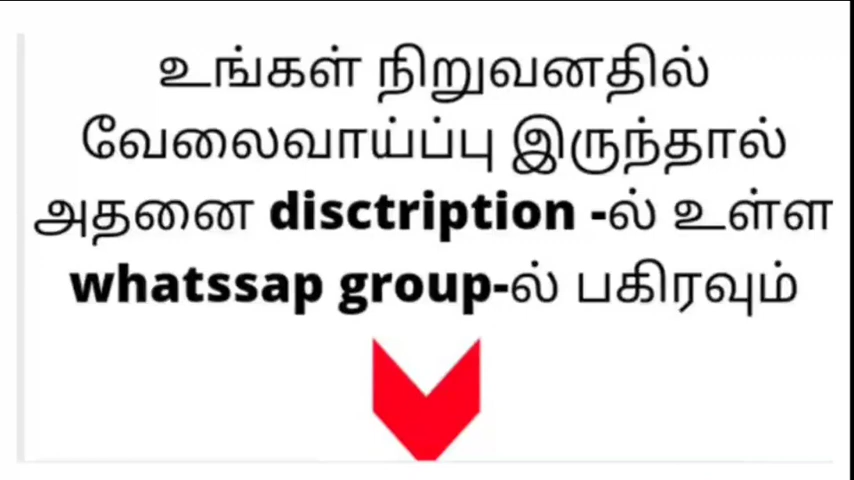 உங்கள் நிறுவனதில்
வேலைவாய்ப்பு இருந்தால்
அதனை disctription -ல் உள்ள
whatssap group-ல் பகிரவும்